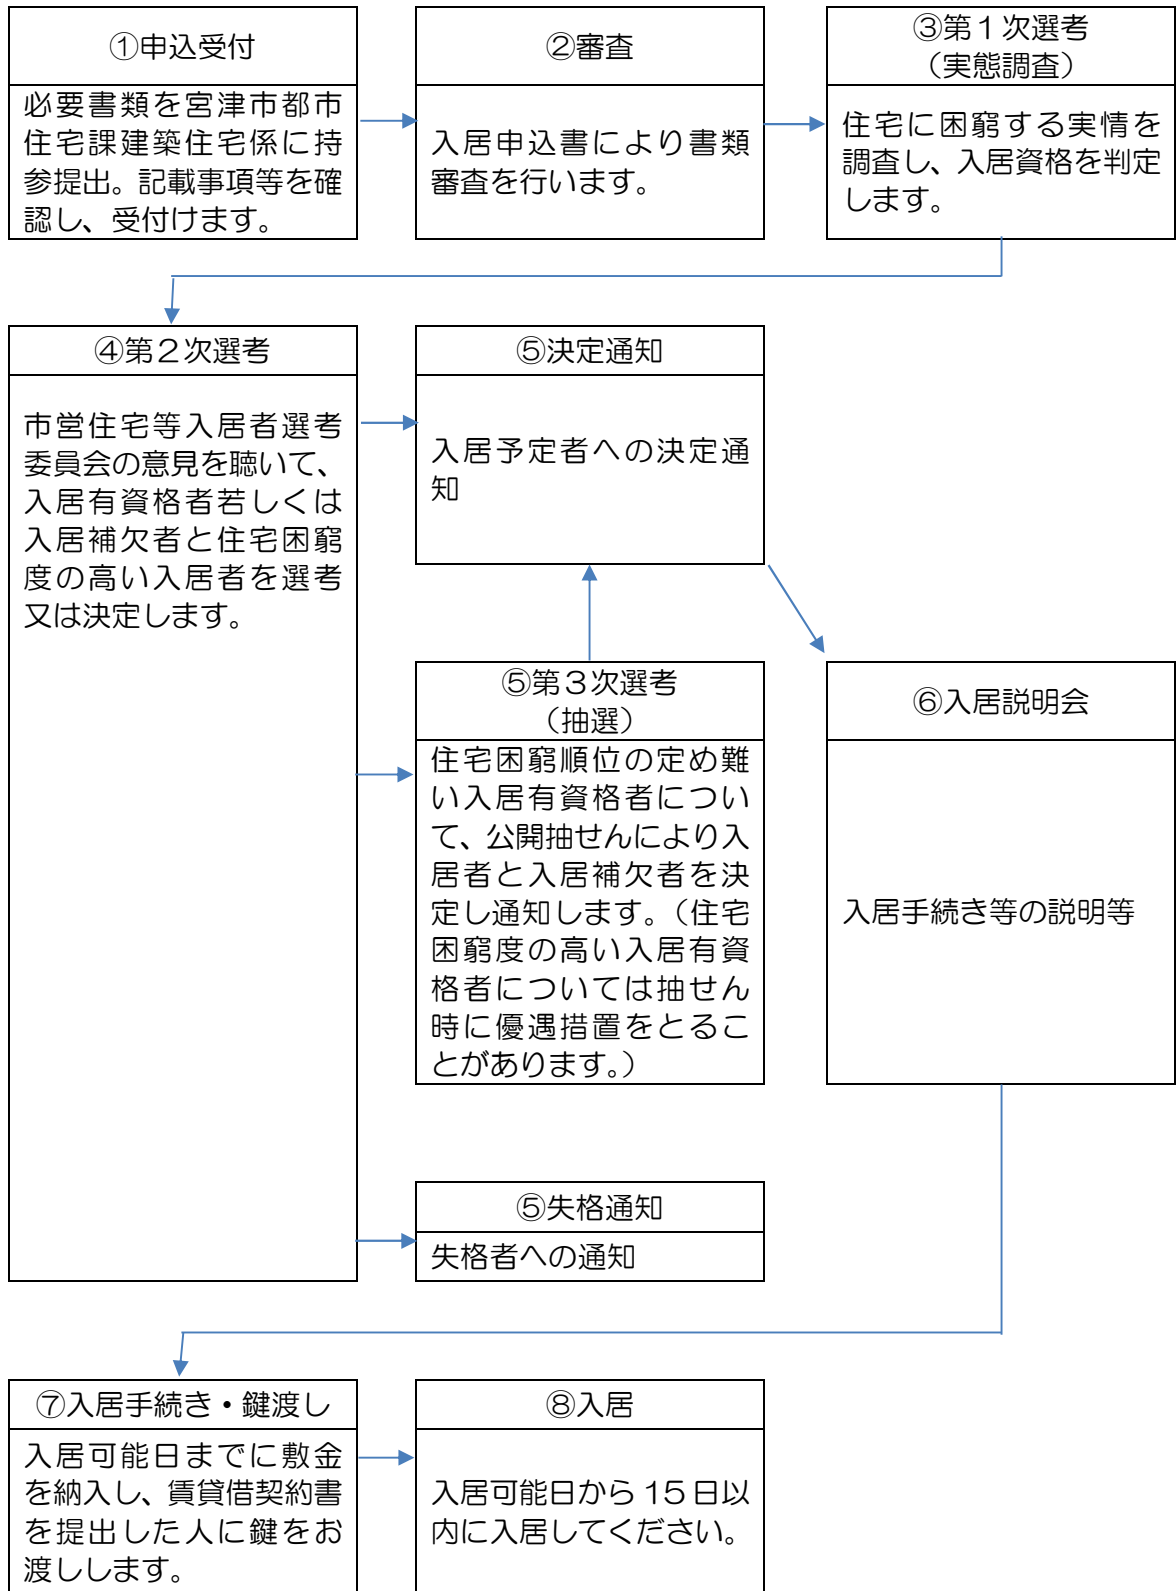 ①申込受付
必要書類を宮津市都市
住宅課建築住宅係に持
参提出。記載事項等を確
認し、受付けます。
②審査
入居申込書により書類
審査を行います。
③第１次選考
（実態調査）
住宅に困窮する実情を
調査し、入居資格を判定
します。
④第２次選考
市営住宅等入居者選考
委員会の意見を聴いて、
入居有資格者若しくは
入居補欠者と住宅困窮
度の高い入居者を選考
又は決定します。
⑤決定通知
入居予定者への決定通
知
⑤第３次選考
（抽選）
住宅困窮順位の定め難
い入居有資格者につい
て、公開抽せんにより入
居者と入居補欠者を決
定し通知します。（住宅
困窮度の高い入居有資
格者については抽せん
時に優遇措置をとるこ
とがあります。）
⑥入居説明会
入居手続き等の説明等
⑤失格通知
失格者への通知
⑦入居手続き・鍵渡し
入居可能日までに敷金
を納入し、賃貸借契約書
を提出した人に鍵をお
渡しします。
⑧入居
入居可能日から 15 日以
内に入居してください。